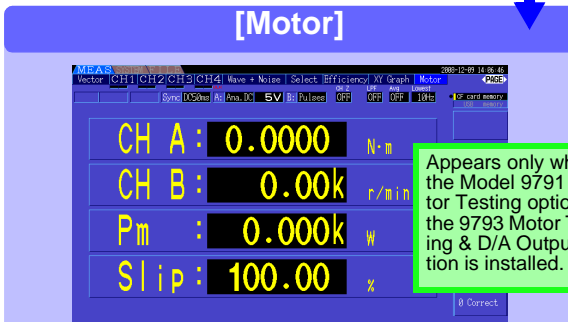 [Motor]
MEAS
2008-12-09 14:06:46
Vector CH1 CH2 CH3 CH4 Wave + Noise Select Efficiency XY Graph Motor PAGE
CH Z LPF Avg Lowest
Sync DC50ms A: Ana.DC 5V B: Pulses OFF OFF OFF 10Hz CF card memory
USB memory
CH A: 0.0000 N·m
CH B: 0.00k r/min
Pm : 0.000k W
Slip: 100.00 %
Appears only wh
the Model 9791
tor Testing optio
the 9793 Motor T
ing & D/A Outpu
tion is installed.
0 Correct